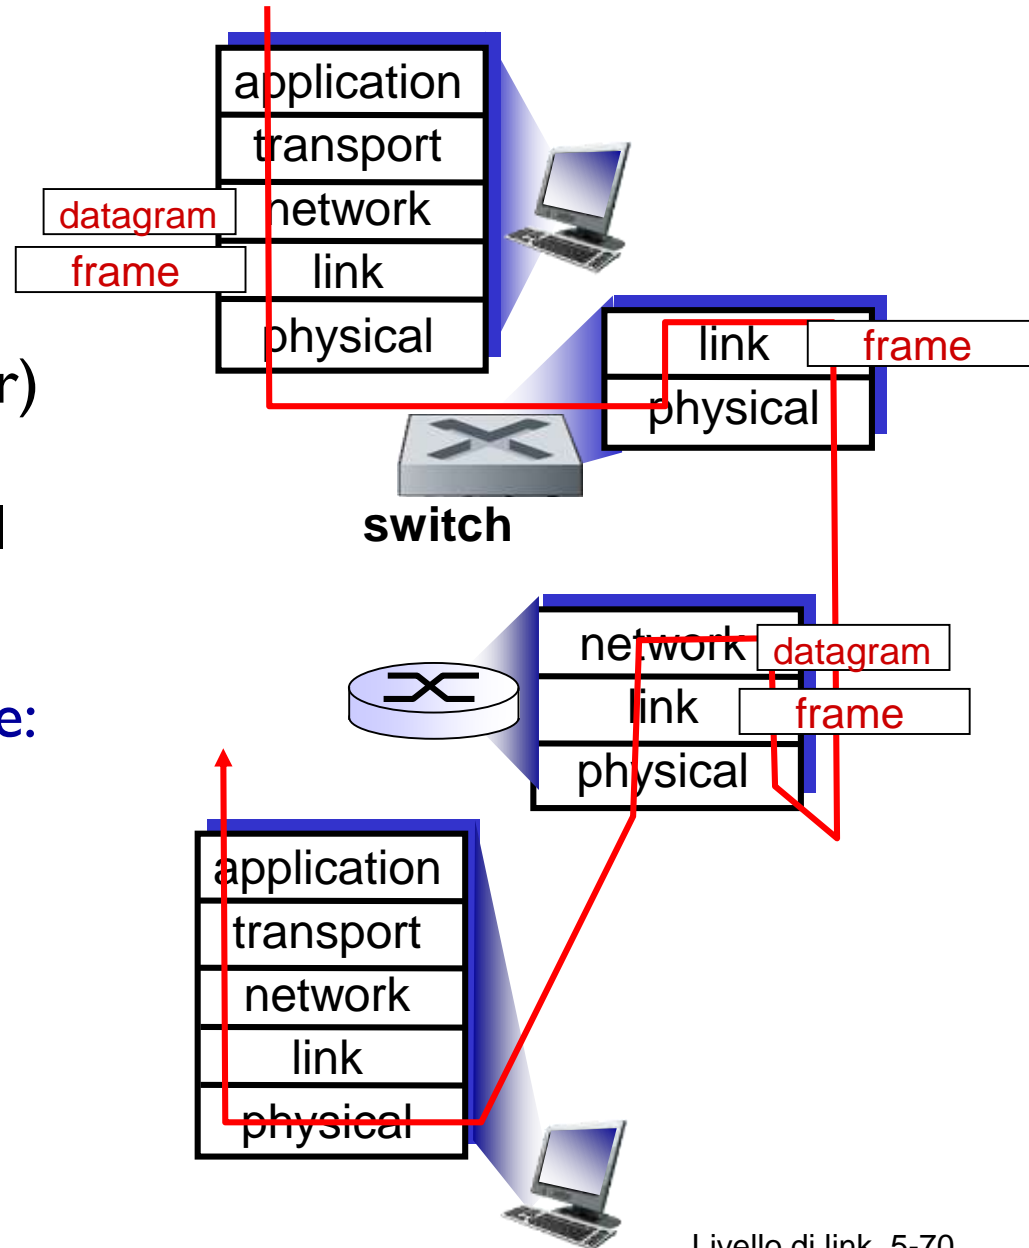 application
transport
datagram network
frame link
physical
link frame
r) physical
switch
network datagram
link frame
e:
physical
application
transport
network
link
physical
Livello di link 5-70